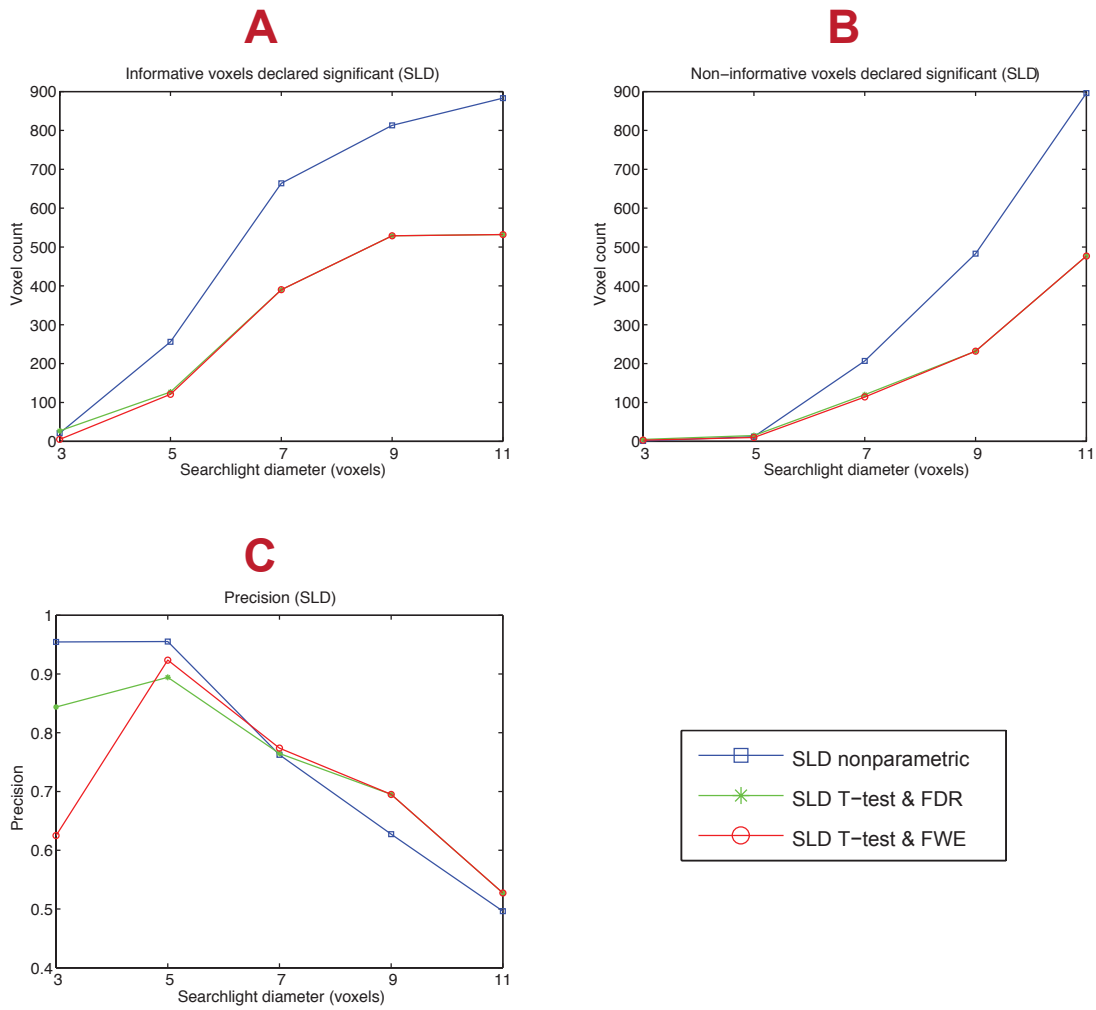 A
Informative voxels declared significant (SLD)
900
800
700
600
500
400
300
200
100
0
Voxel count
3 5 7 9 11
Searchlight diameter (voxels)
B
Non−informative voxels declared significant (SLD)
900
800
700
600
500
400
300
200
100
0
Voxel count
3 5 7 9 11
Searchlight diameter (voxels)
C
Precision (SLD)
1
0.9
0.8
0.7
0.6
0.5
0.4
Precision
3 5 7 9 11
Searchlight diameter (voxels)
SLD nonparametric
SLD T−test & FDR
SLD T−test & FWE